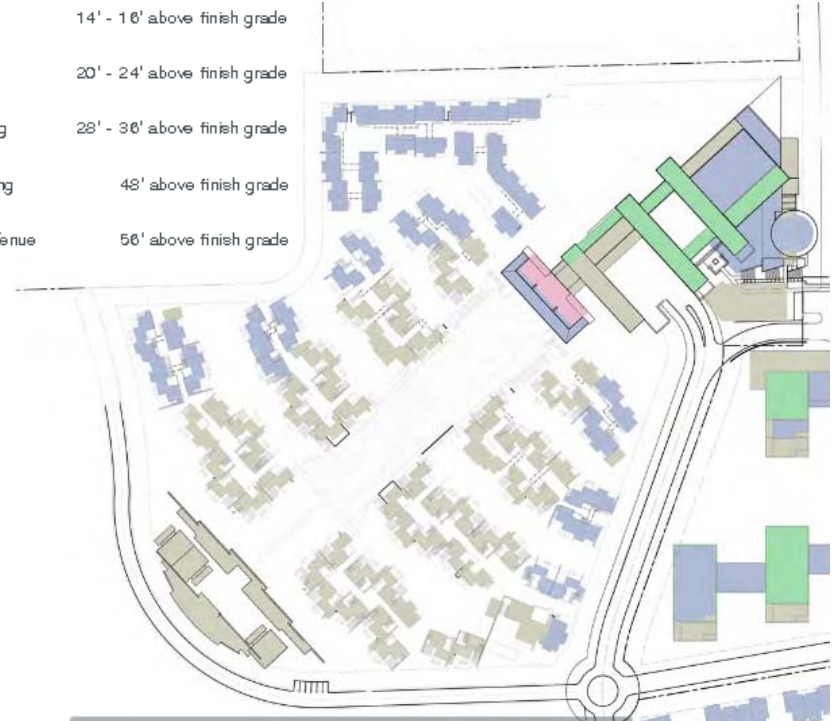 14' - 16' above finish grade
20' - 24' above finish grade
g 28' - 36' above finish grade
ng 48' above finish grade
enue 56' above finish grade